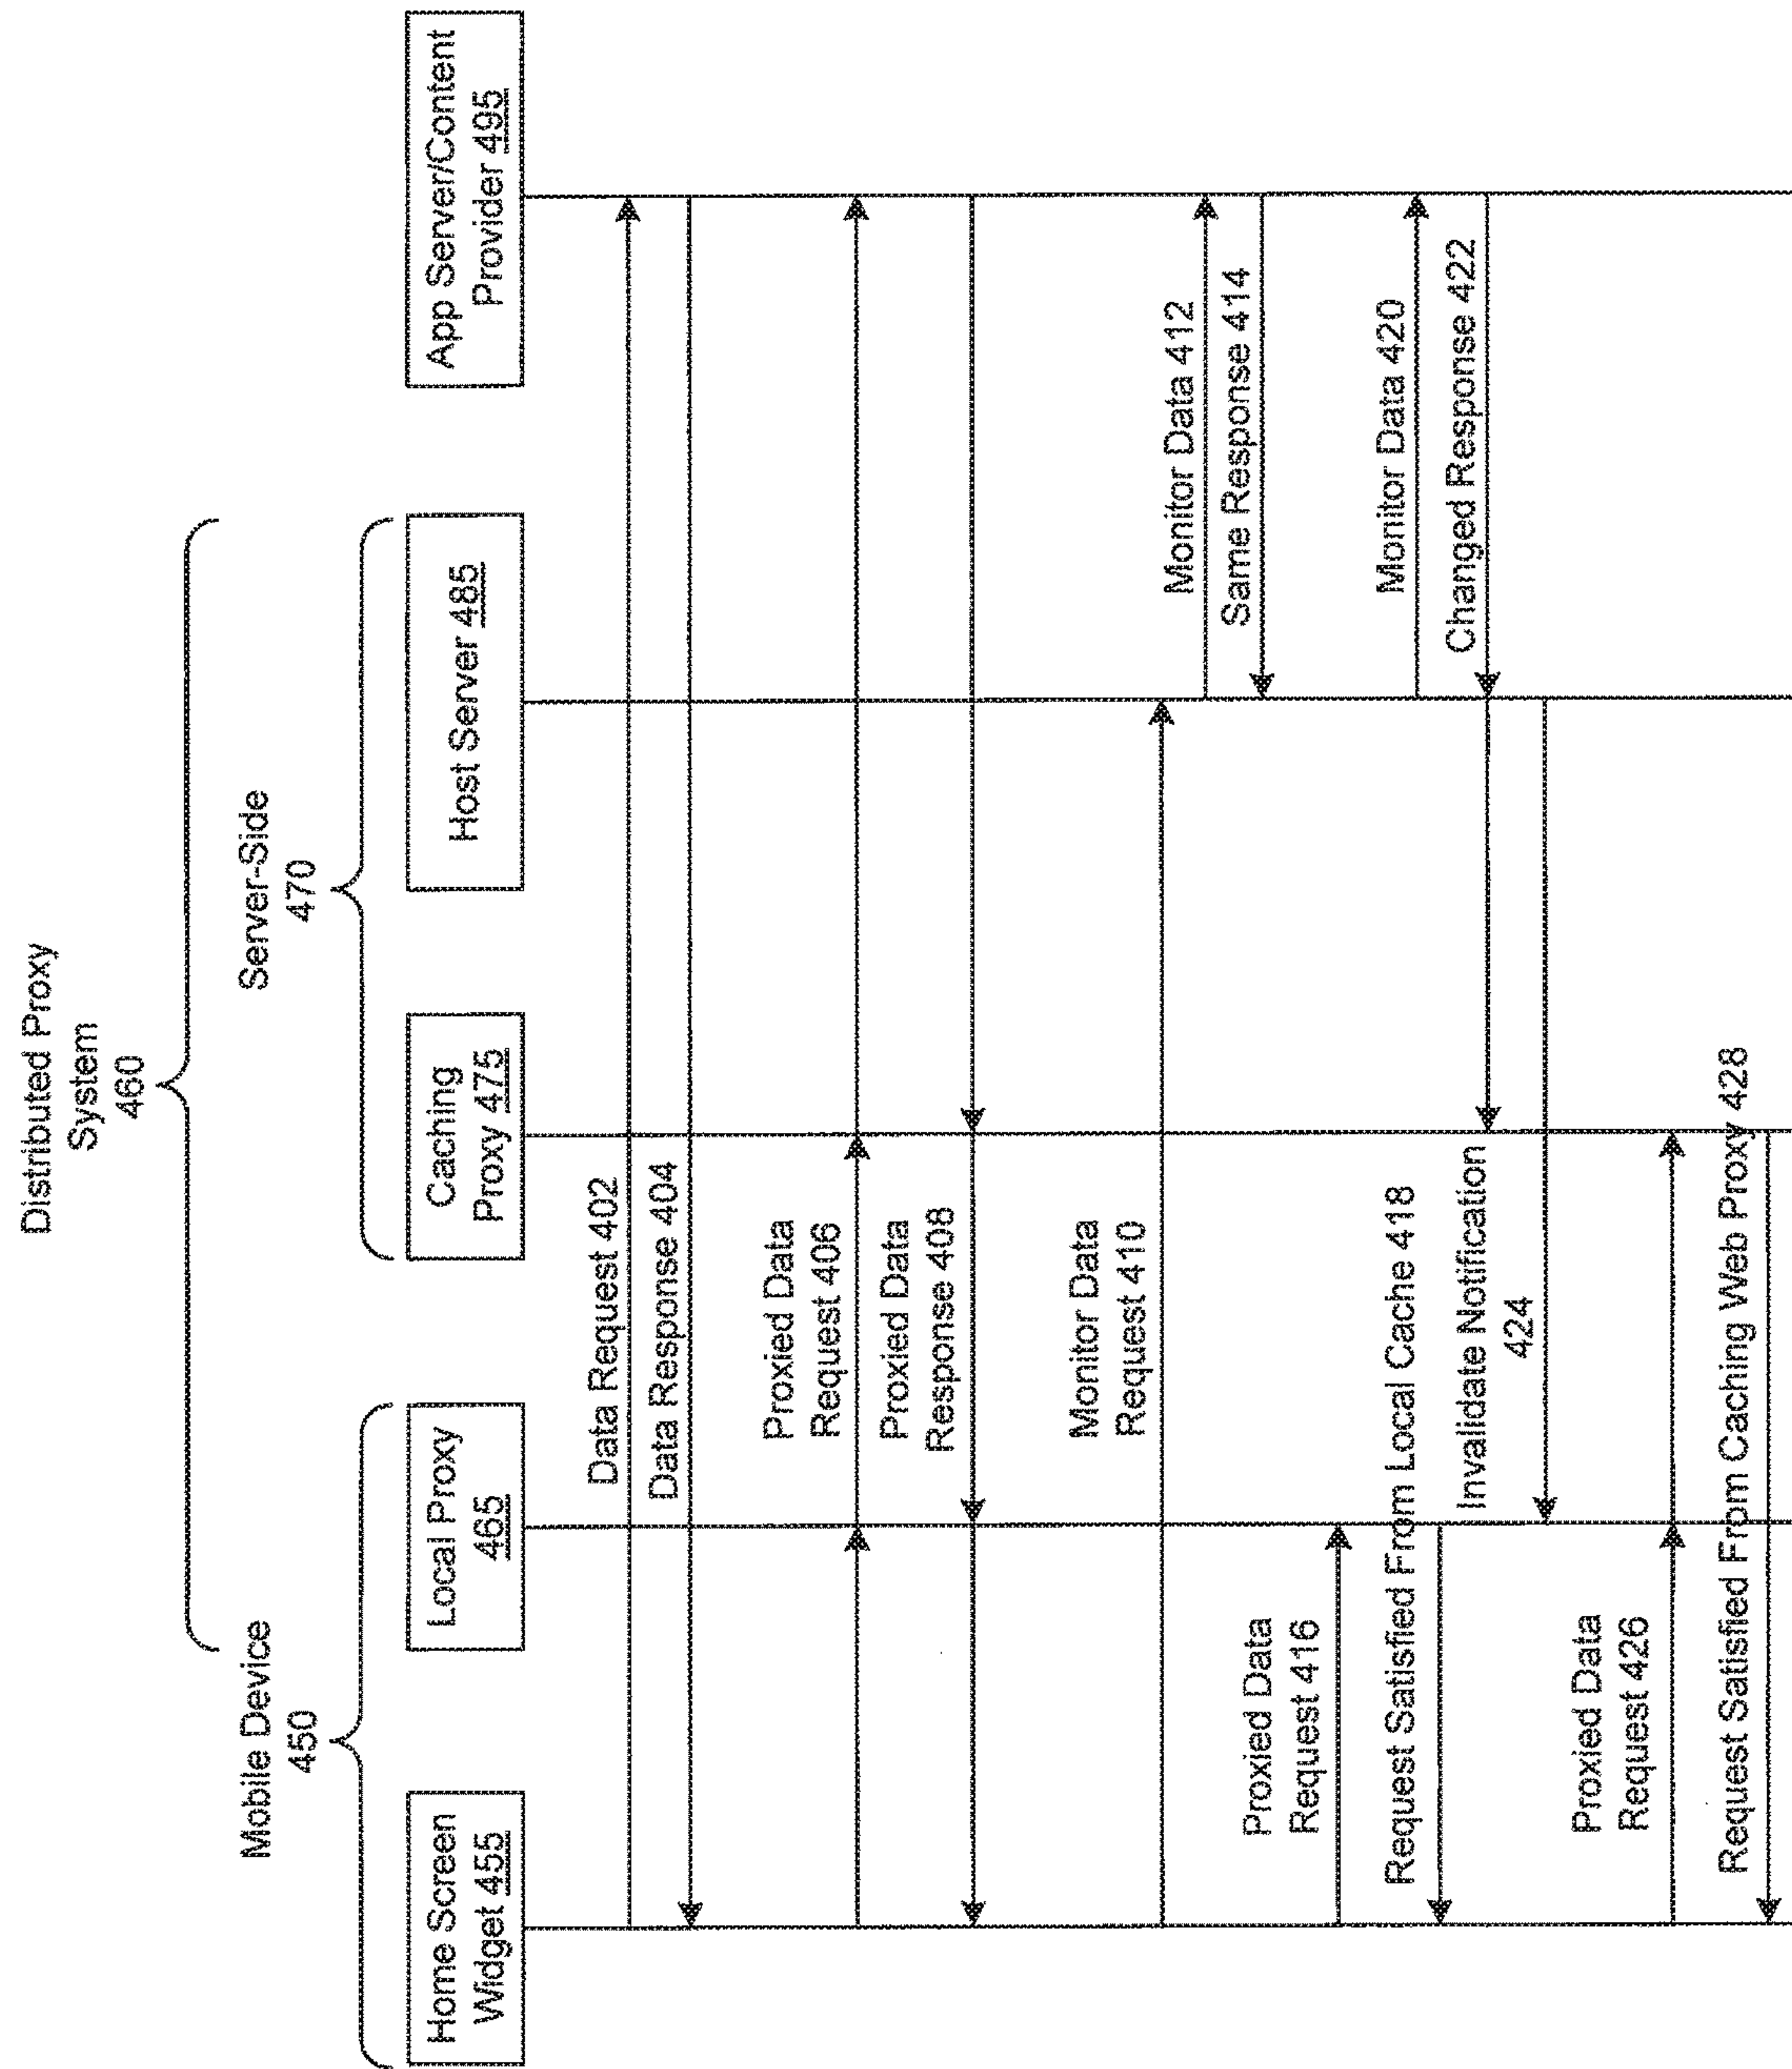 Distributed Proxy
System
460
Mobile Device
450
Server-Side
470
Home Screen
Widget 455
Local Proxy
465
Caching
Proxy 475
Host Server 485
App Server/Content
Provider 495
Data Request 402
Data Response 404
Proxied Data
Request 406
Proxied Data
Response 408
Monitor Data
Request 410
Monitor Data 412
Same Response 414
Proxied Data
Request 416
Request Satisfied From Local Cache 418
Monitor Data 420
Changed Response 422
Invalidate Notification
424
Proxied Data
Request 426
Request Satisfied From Caching Web Proxy 428